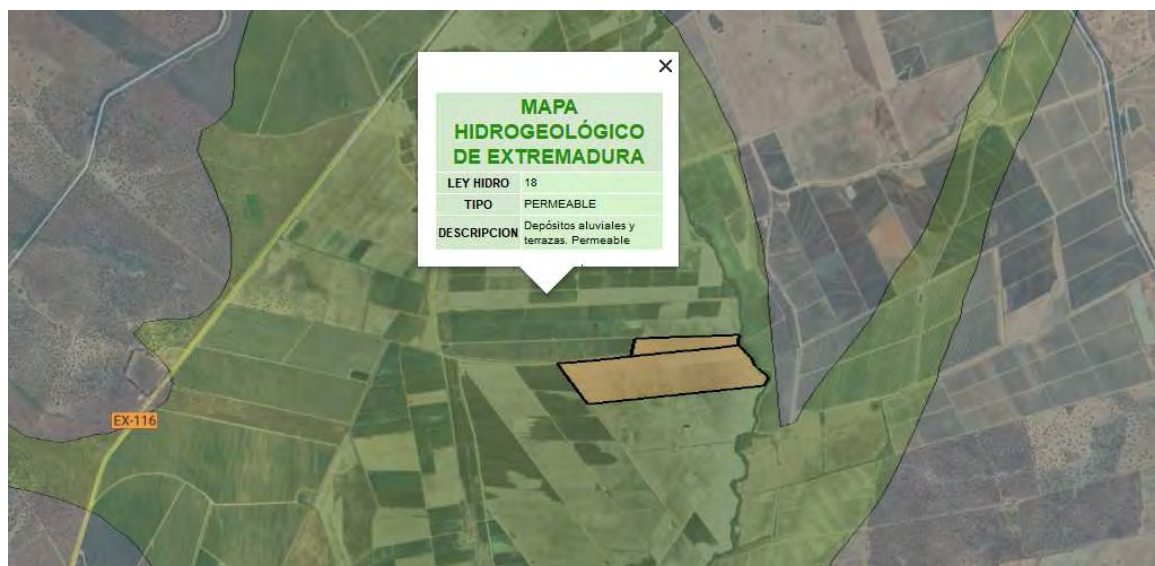 ×
MAPA
HIDROGEOLÓGICO
DE EXTREMADURA
LEY HIDRO 18
TIPO PERMEABLE
DESCRIPCION Depósitos aluviales y
terrazas. Permeable
EX-116